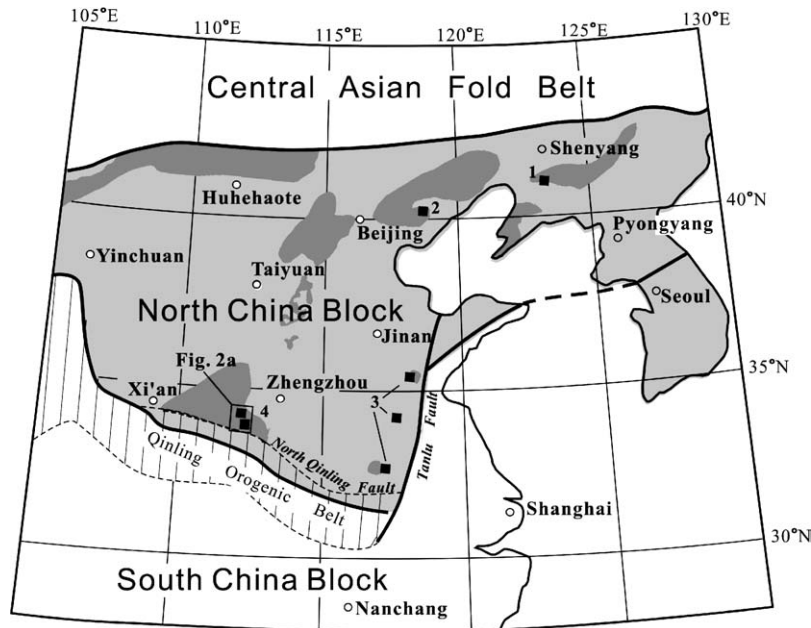 105°E
110°E
115°E
120°E
125°E
130°E
Central Asian Fold Belt
Shenyang
1
Huhehaote
2
40°N
Beijing
Pyongyang
Yinchuan
Taiyuan
North China Block
Seoul
Jinan
Fig. 2a
35°N
Xi'an
Zhengzhou
3
4
North Qinling Fault
Tanlu Fault
Qinling Orogenic Belt
Shanghai
30°N
South China Block
Nanchang